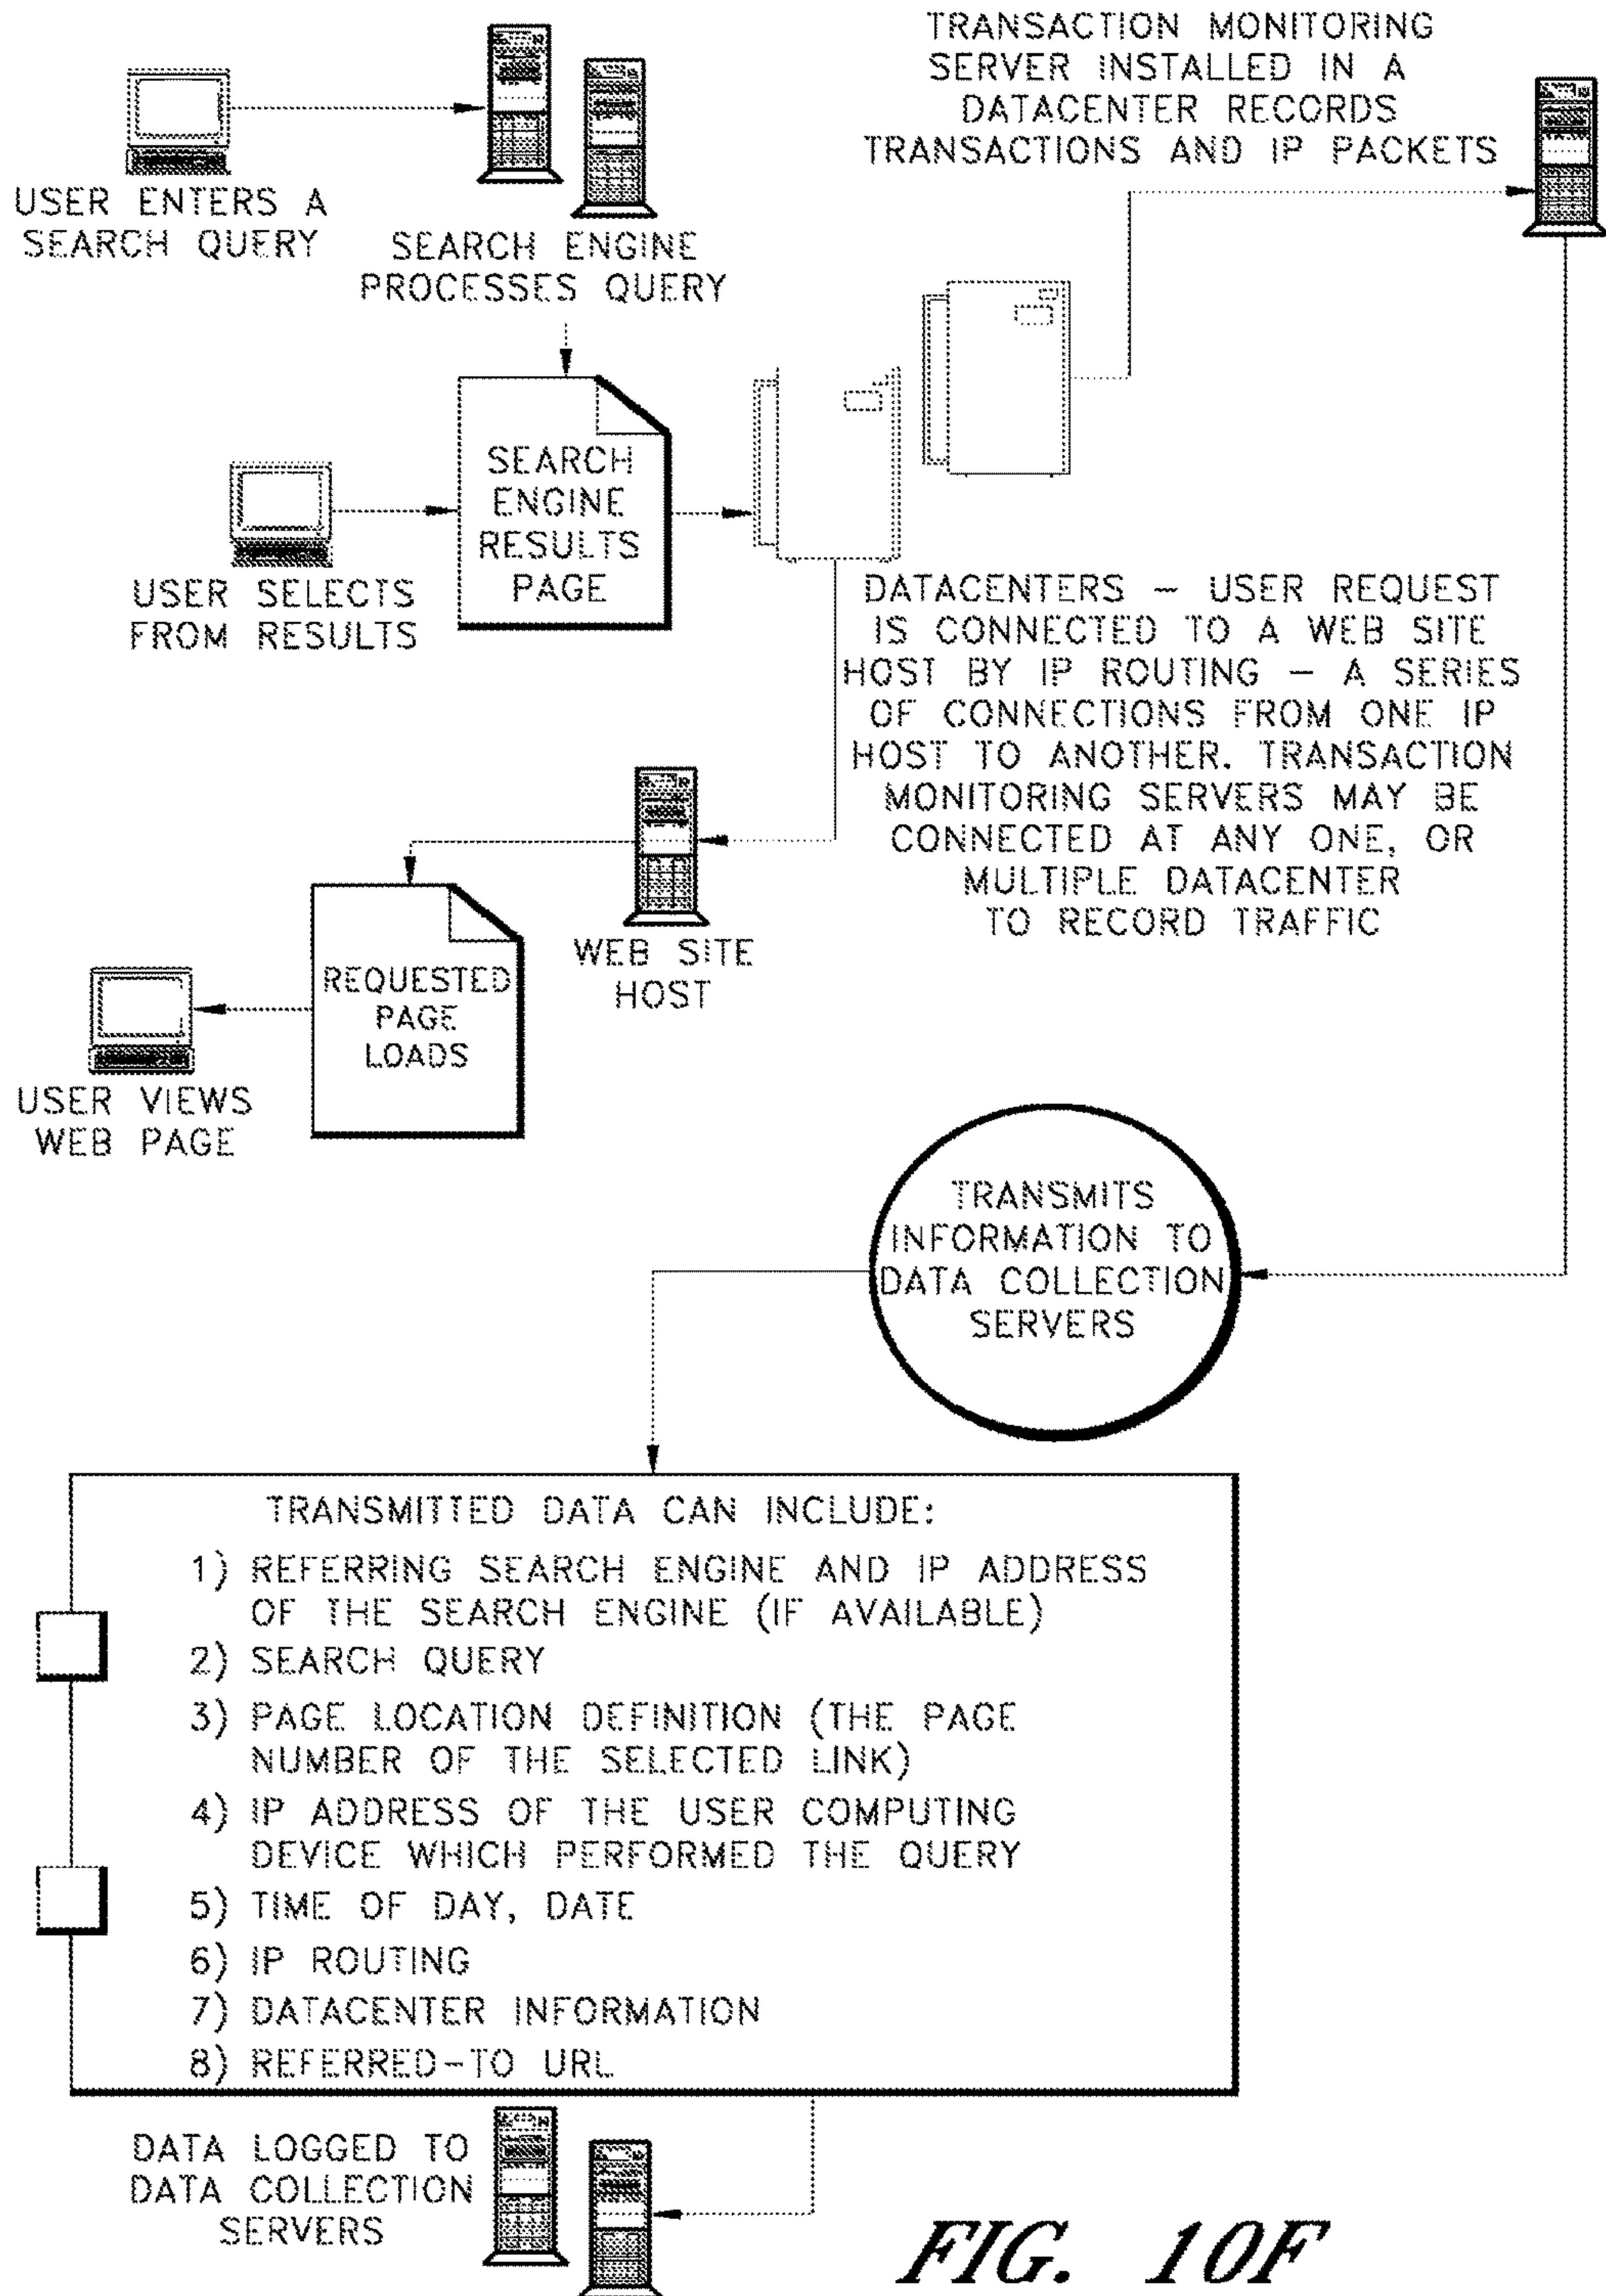 TRANSACTION MONITORING
SERVER INSTALLED IN A
DATACENTER RECORDS
TRANSACTIONS AND IP PACKETS
USER ENTERS A
SEARCH QUERY
SEARCH ENGINE
PROCESSES QUERY
SEARCH
ENGINE
RESULTS
PAGE
USER SELECTS
FROM RESULTS
DATACENTERS – USER REQUEST
IS CONNECTED TO A WEB SITE
HOST BY IP ROUTING – A SERIES
OF CONNECTIONS FROM ONE IP
HOST TO ANOTHER. TRANSACTION
MONITORING SERVERS MAY BE
CONNECTED AT ANY ONE, OR
MULTIPLE DATACENTER
TO RECORD TRAFFIC
WEB SITE
HOST
REQUESTED
PAGE
LOADS
USER VIEWS
WEB PAGE
TRANSMITS
INFORMATION TO
DATA COLLECTION
SERVERS
TRANSMITTED DATA CAN INCLUDE:
1) REFERRING SEARCH ENGINE AND IP ADDRESS
OF THE SEARCH ENGINE (IF AVAILABLE)
2) SEARCH QUERY
3) PAGE LOCATION DEFINITION (THE PAGE
NUMBER OF THE SELECTED LINK)
4) IP ADDRESS OF THE USER COMPUTING
DEVICE WHICH PERFORMED THE QUERY
5) TIME OF DAY, DATE
6) IP ROUTING
7) DATACENTER INFORMATION
8) REFERRED-TO URL
DATA LOGGED TO
DATA COLLECTION
SERVERS
FIG. 10F